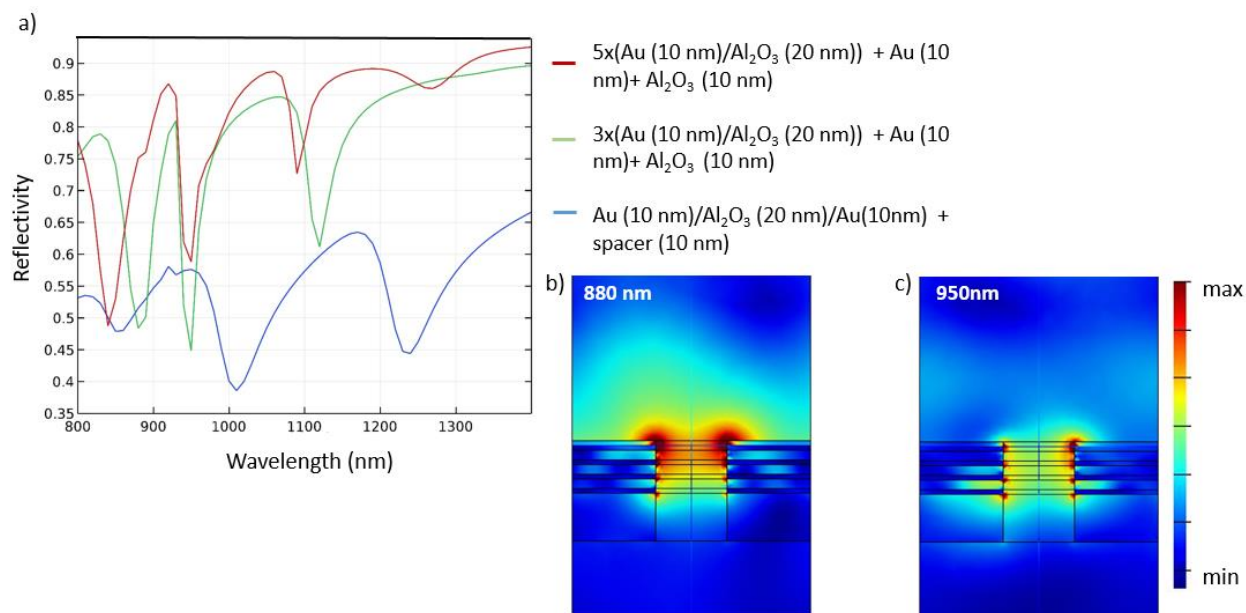 a)
0.9
0.85
0.8
0.75
0.7
0.65
0.6
0.55
0.5
0.45
0.4
0.35
Reflectivity
800
900
1000
1100
1200
1300
Wavelength (nm)
5x(Au (10 nm)/Al₂O₃ (20 nm)) + Au (10
nm)+ Al₂O₃ (10 nm)
3x(Au (10 nm)/Al₂O₃ (20 nm)) + Au (10
nm)+ Al₂O₃ (10 nm)
Au (10 nm)/Al₂O₃ (20 nm)/Au(10nm) +
spacer (10 nm)
b)
880 nm
c)
950nm
max
min